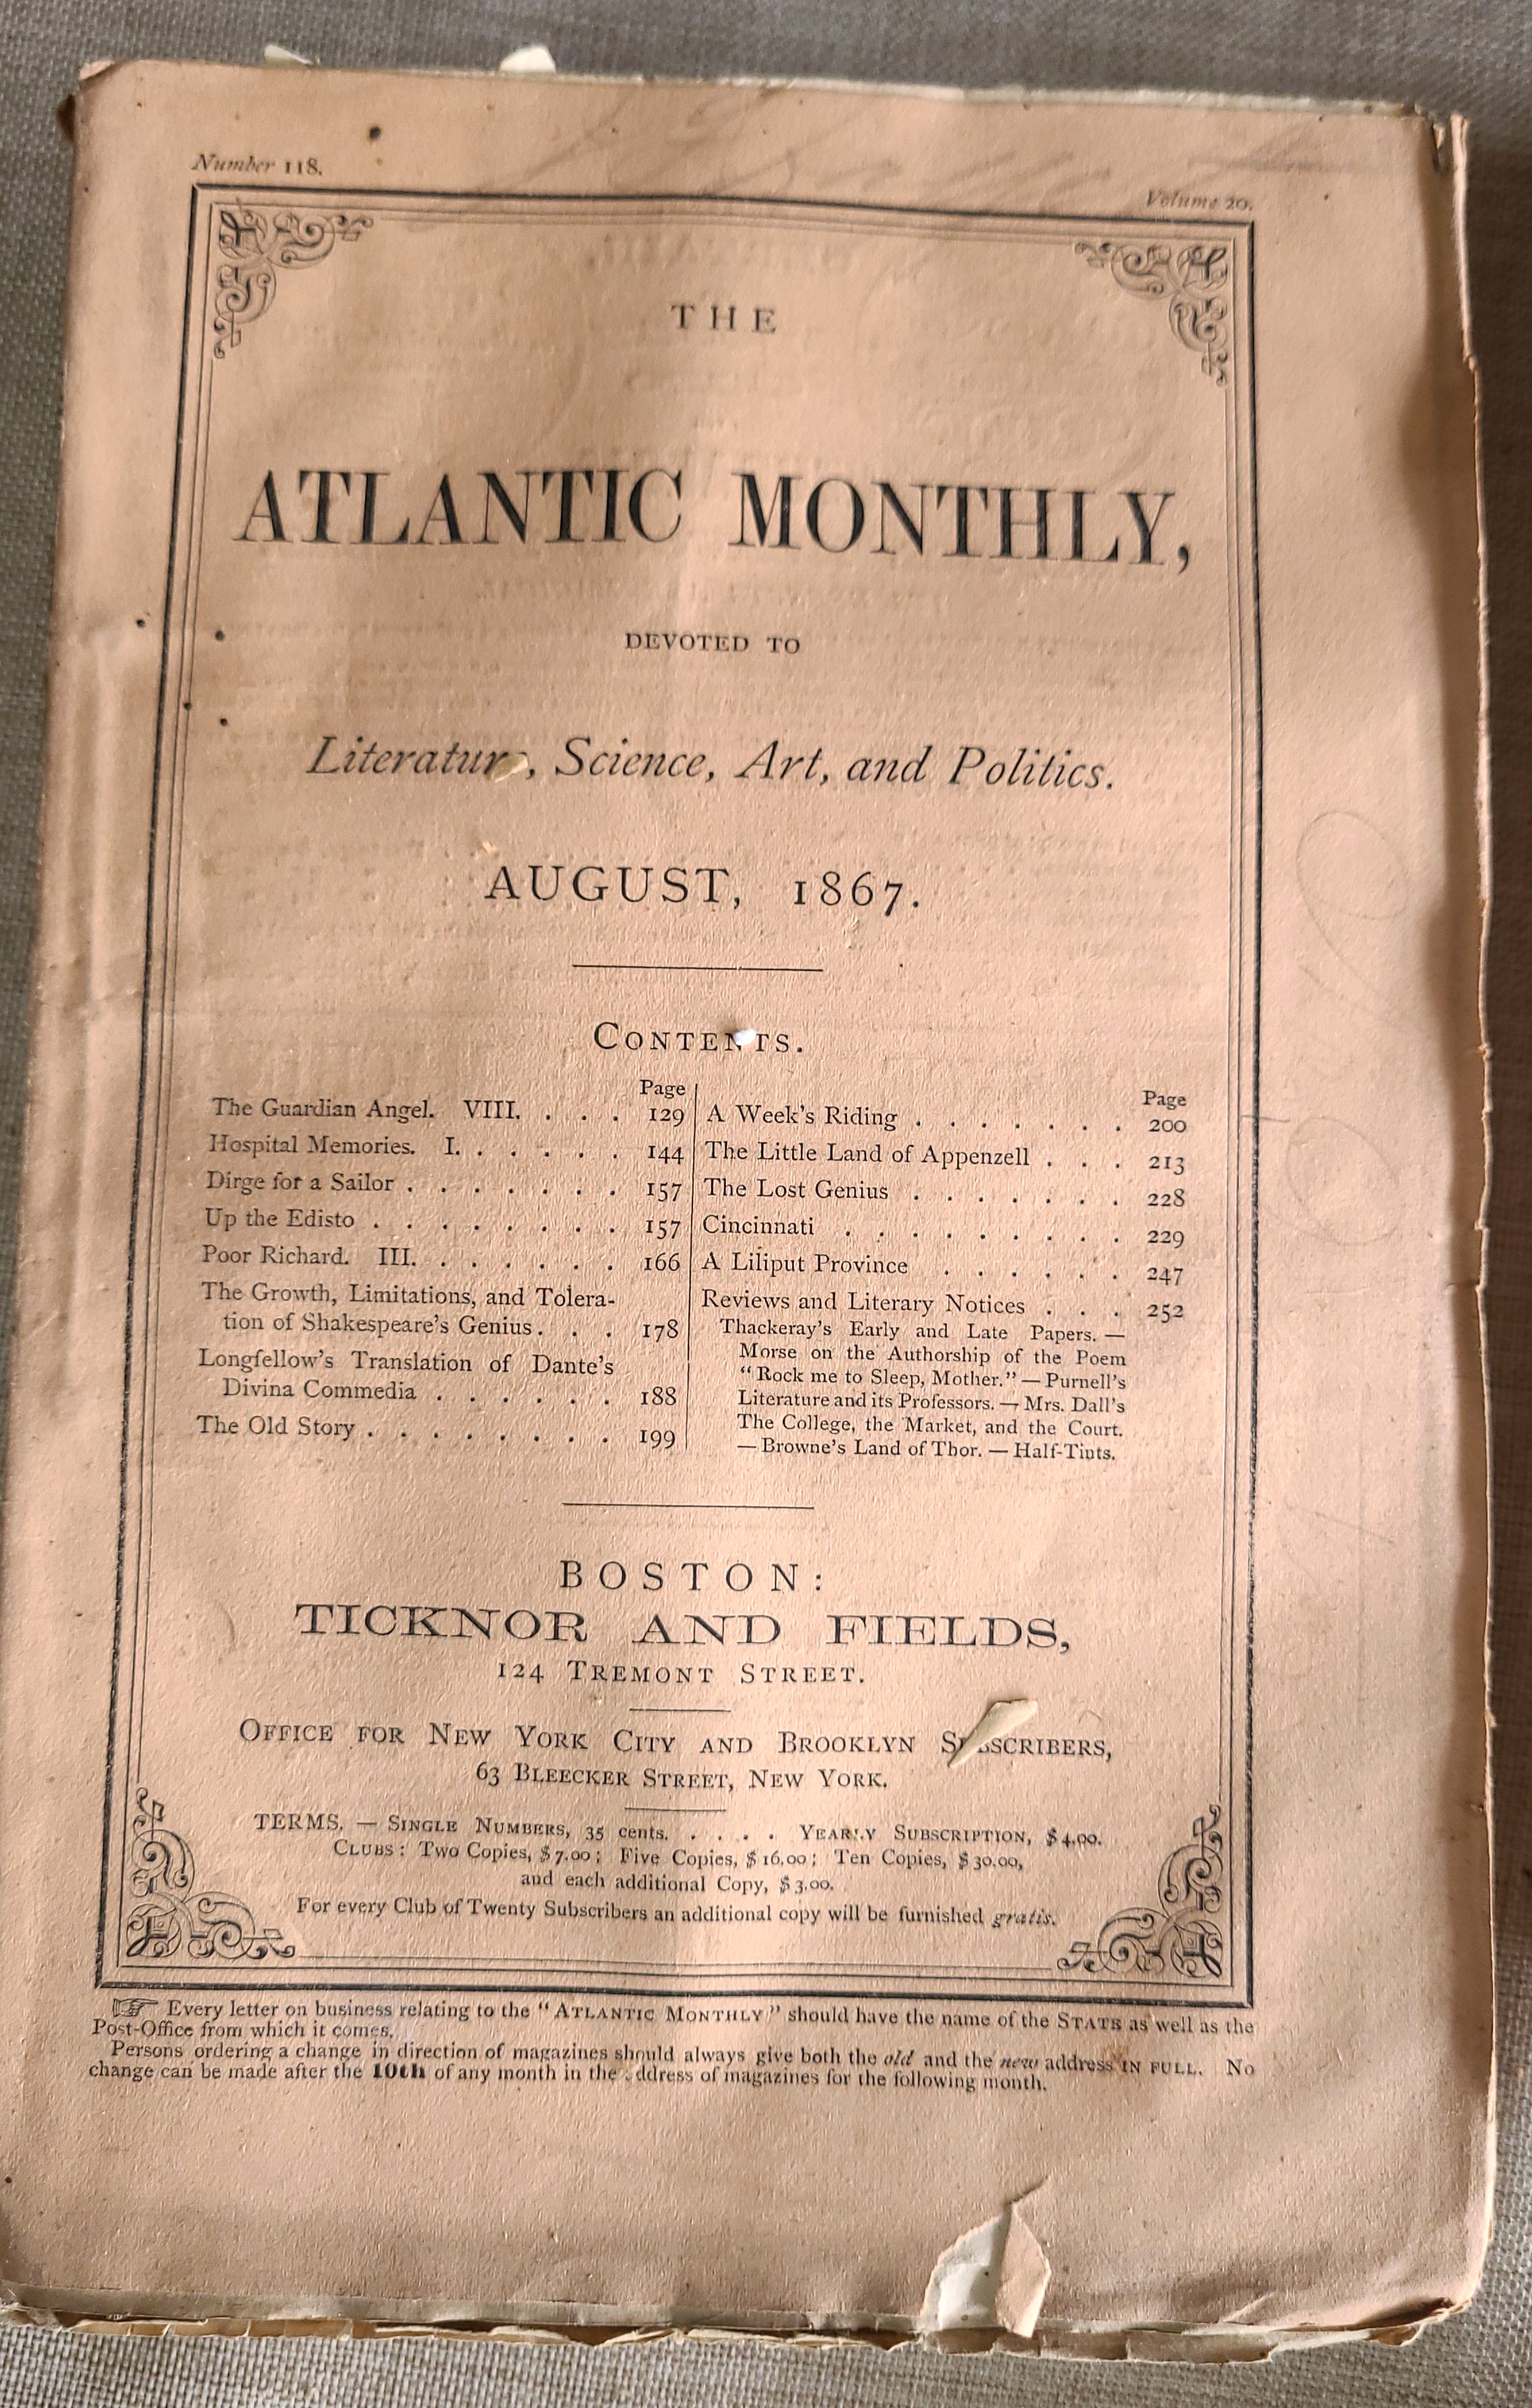 Number 118.
Volume 20.
THE
ATLANTIC MONTHLY,
DEVOTED TO
Literatur, Science, Art, and Politics.
AUGUST, 1867.
CONTENTS.
Page
The Guardian Angel. VIII. . . . 129
Hospital Memories. I. . . . . . 144
Dirge for a Sailor . . . . . . . 157
Up the Edisto . . . . . . . . 157
Poor Richard. III. . . . . . . 166
The Growth, Limitations, and Tolera-
tion of Shakespeare's Genius. . . 178
Longfellow's Translation of Dante's
Divina Commedia . . . . . . 188
The Old Story . . . . . . . . 199
Page
A Week's Riding . . . . . . . 200
The Little Land of Appenzell . . . 213
The Lost Genius . . . . . . . 228
Cincinnati . . . . . . . . . 229
A Liliput Province . . . . . . 247
Reviews and Literary Notices . . . 252
Thackeray's Early and Late Papers. —
Morse on the Authorship of the Poem
"Rock me to Sleep, Mother." — Purnell's
Literature and its Professors. — Mrs. Dall's
The College, the Market, and the Court.
— Browne's Land of Thor. — Half-Tints.
BOSTON:
TICKNOR AND FIELDS,
124 TREMONT STREET.
OFFICE FOR NEW YORK CITY AND BROOKLYN SUBSCRIBERS,
63 BLEECKER STREET, NEW YORK.
TERMS. — SINGLE NUMBERS, 35 cents. . . . . YEARLY SUBSCRIPTION, $4.00.
CLUBS: Two Copies, $7.00; Five Copies, $16.00; Ten Copies, $30.00,
and each additional Copy, $3.00.
For every Club of Twenty Subscribers an additional copy will be furnished gratis.
☞ Every letter on business relating to the "ATLANTIC MONTHLY" should have the name of the STATE as well as the
Post-Office from which it comes.
Persons ordering a change in direction of magazines should always give both the old and the new address IN FULL. No
change can be made after the 10th of any month in the address of magazines for the following month.